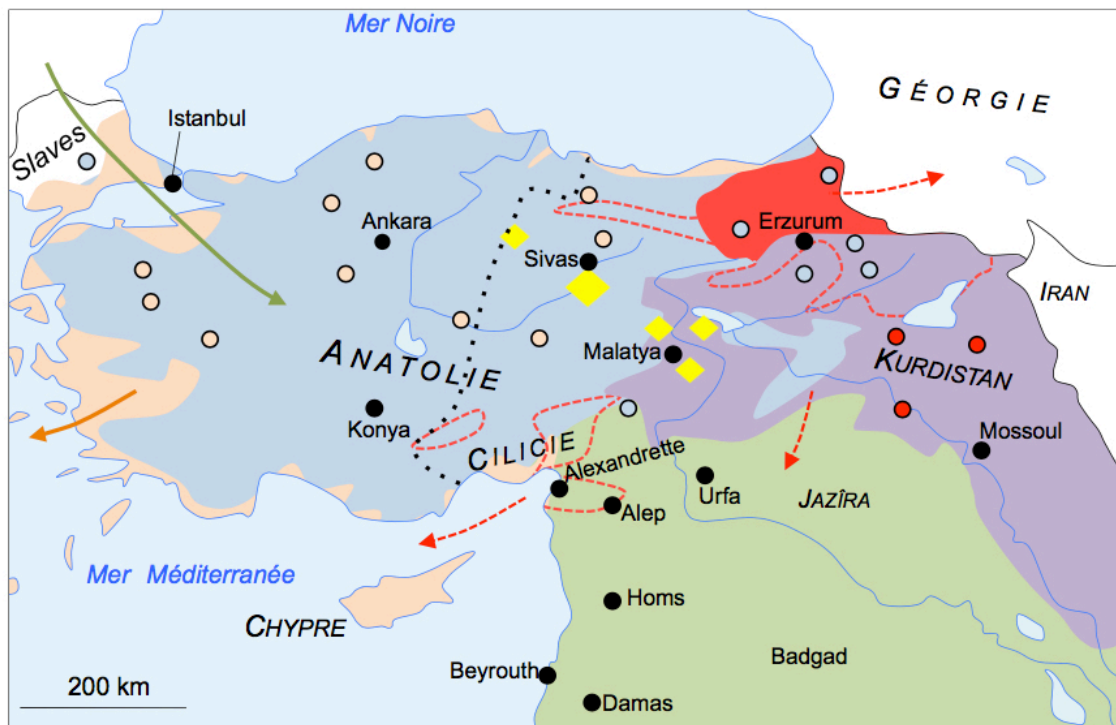 Mer Noire
GÉORGIE
Slaves
Istanbul
Ankara
Erzurum
Sivas
IRAN
ANATOLIE
Malatya
KURDISTAN
Konya
Mossoul
CILICIE
Alexandrette
Urfa
JAZÎRA
Alep
Mer Méditerranée
CHYPRE
Homs
Beyrouth
Badgad
200 km
Damas